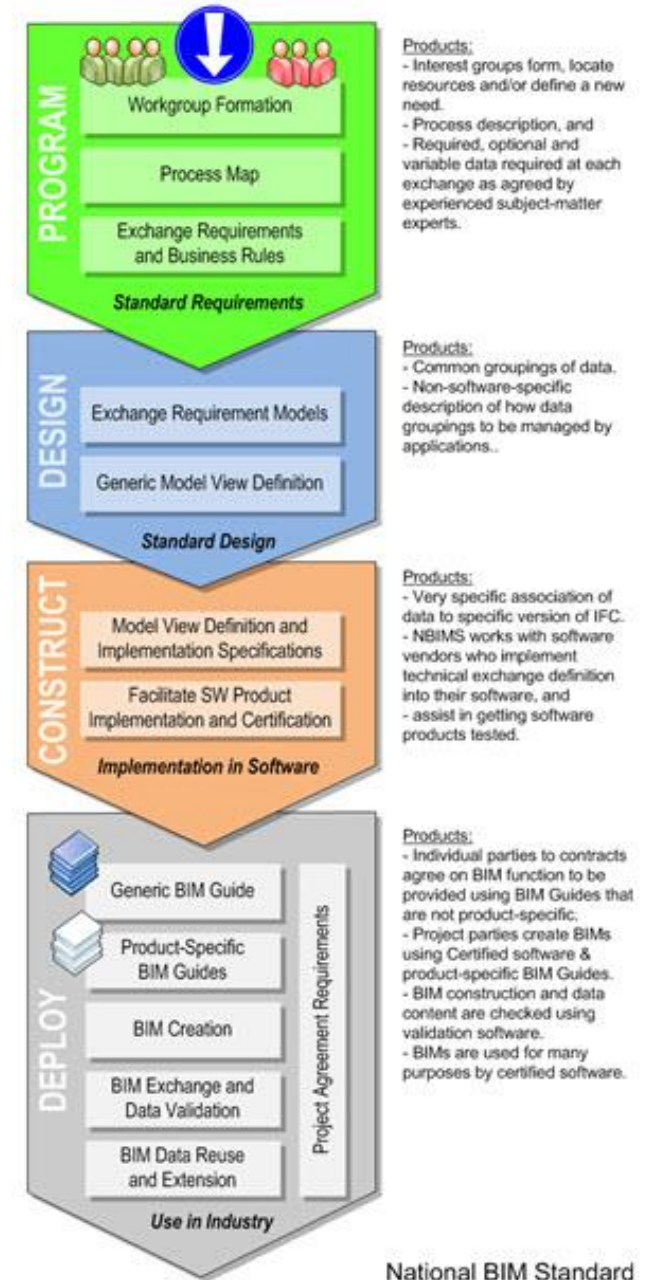 PROGRAM
Workgroup Formation
Process Map
Exchange Requirements
and Business Rules
Standard Requirements
Products:
- Interest groups form, locate
resources and/or define a new
need.
- Process description, and
- Required, optional and
variable data required at each
exchange as agreed by
experienced subject-matter
experts.
DESIGN
Exchange Requirement Models
Generic Model View Definition
Standard Design
Products:
- Common groupings of data.
- Non-software-specific
description of how data
groupings to be managed by
applications..
CONSTRUCT
Model View Definition and
Implementation Specifications
Facilitate SW Product
Implementation and Certification
Implementation in Software
Products:
- Very specific association of
data to specific version of IFC.
- NBIMS works with software
vendors who implement
technical exchange definition
into their software, and
- assist in getting software
products tested.
DEPLOY
Generic BIM Guide
Product-Specific
BIM Guides
BIM Creation
BIM Exchange and
Data Validation
BIM Data Reuse
and Extension
Project Agreement Requirements
Use in Industry
Products:
- Individual parties to contracts
agree on BIM function to be
provided using BIM Guides that
are not product-specific.
- Project parties create BIMs
using Certified software &
product-specific BIM Guides.
- BIM construction and data
content are checked using
validation software.
- BIMs are used for many
purposes by certified software.
National BIM Standard